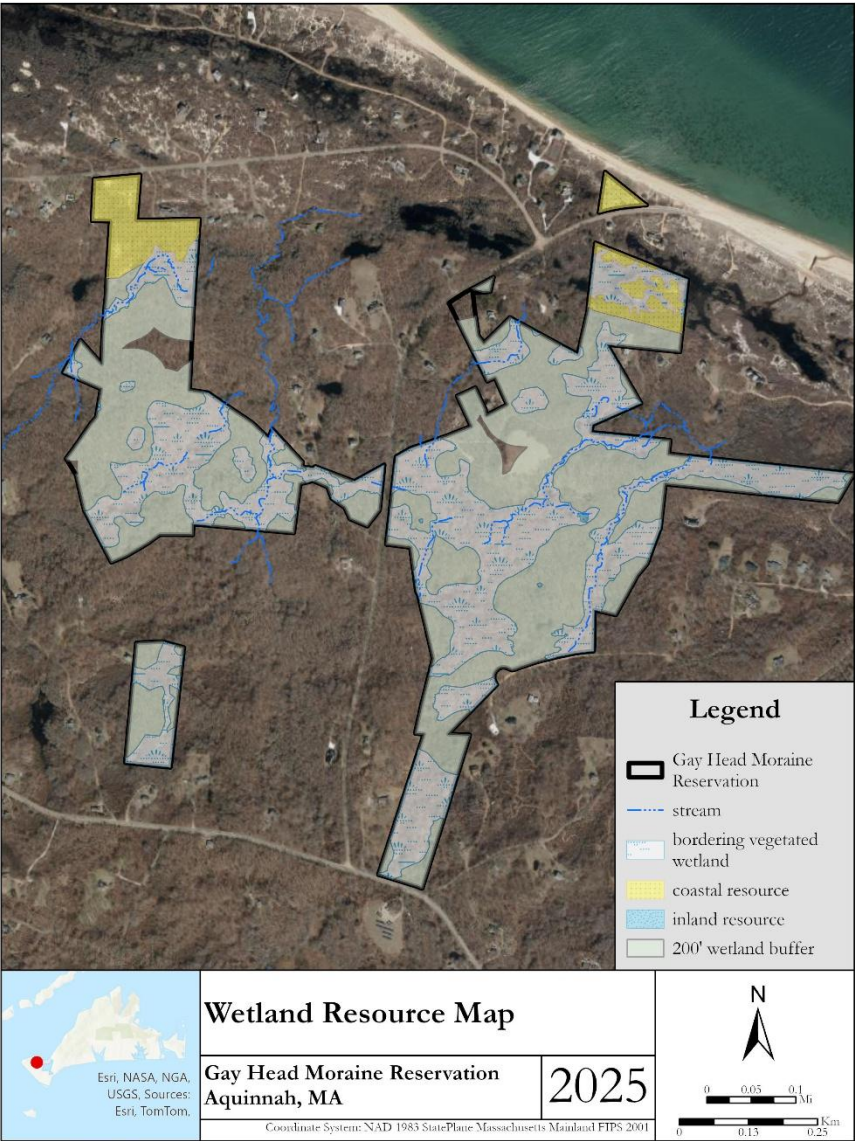 Legend
Gay Head Moraine
Reservation
stream
bordering vegetated
wetland
coastal resource
inland resource
200' wetland buffer
Esri, NASA, NGA,
USGS, Sources:
Esri, TomTom,
Wetland Resource Map
Gay Head Moraine Reservation
Aquinnah, MA
2025
Coordinate System: NAD 1983 StatePlane Massachusetts Mainland FIPS 2001
N
0 0.05 0.1
Mi
Km
0 0.13 0.25